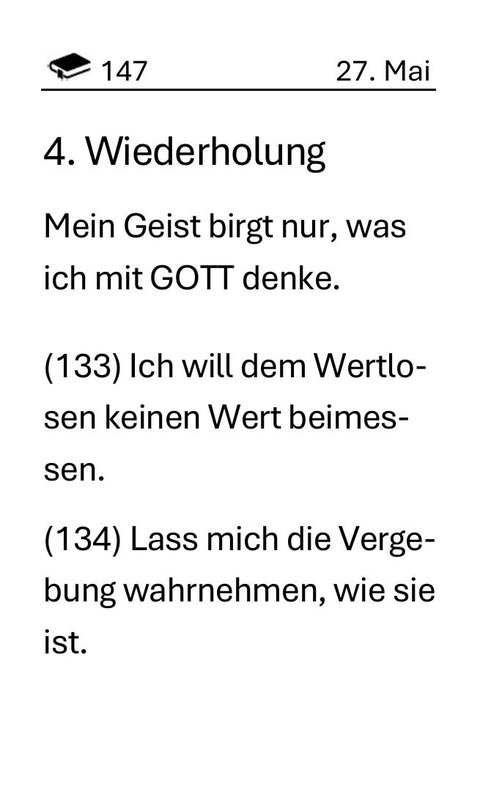 147 27. Mai
4. Wiederholung
Mein Geist birgt nur, was
ich mit GOTT denke.
(133) Ich will dem Wertlo-
sen keinen Wert beimes-
sen.
(134) Lass mich die Verge-
bung wahrnehmen, wie sie
ist.